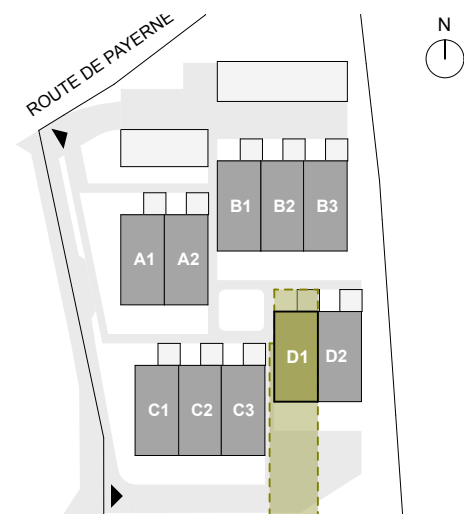 N
ROUTE DE PAYERNE
B1 B2 B3
A1 A2
D1 D2
C1 C2 C3